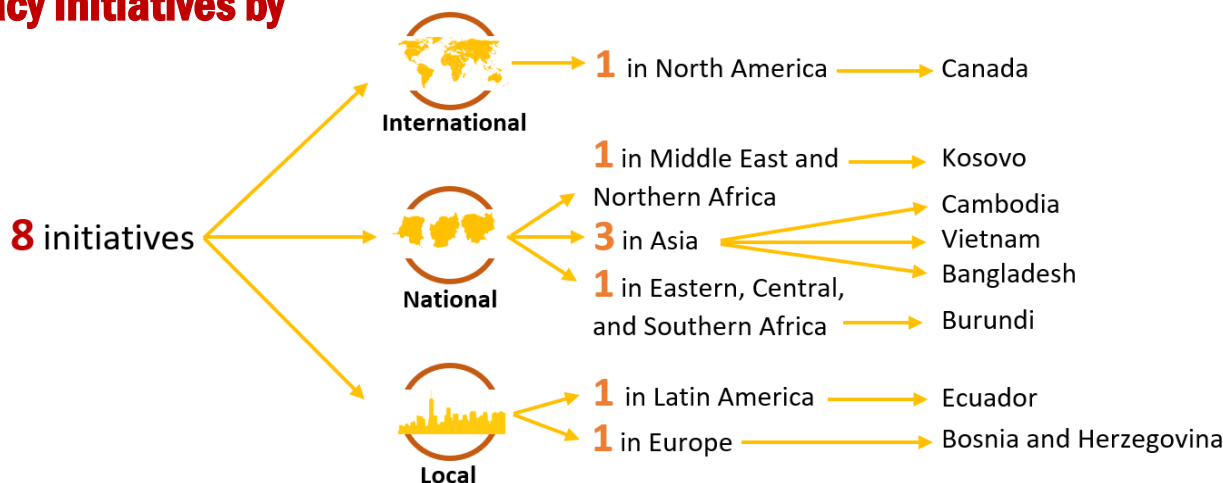 Initiatives by
1 in North America
Canada
International
1 in Middle East and
Northern Africa
Kosovo
8 initiatives
3 in Asia
Cambodia
Vietnam
Bangladesh
National
1 in Eastern, Central,
and Southern Africa
Burundi
1 in Latin America
Ecuador
1 in Europe
Bosnia and Herzegovina
Local